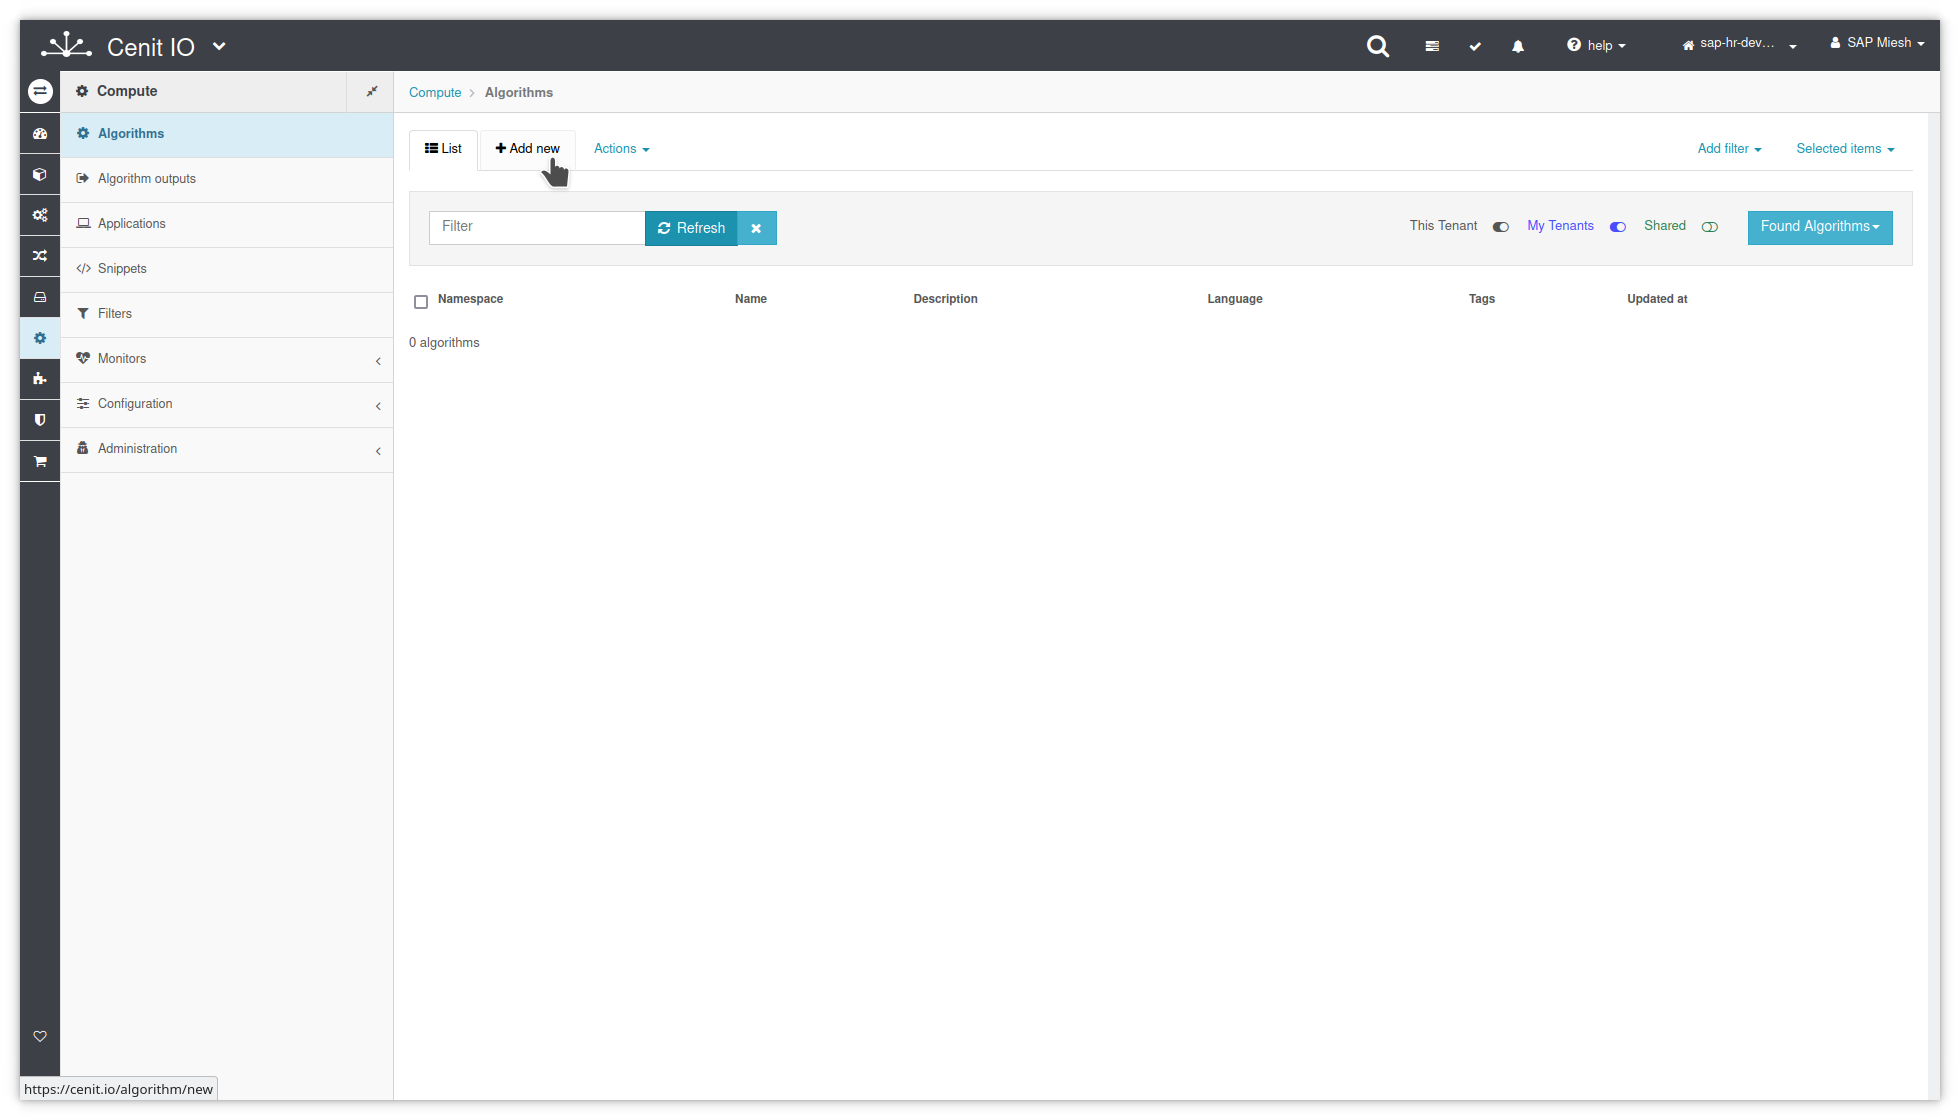 Cenit IO
help
sap-hr-dev...
SAP Miesh
Compute
Algorithms
Algorithm outputs
Applications
Snippets
Filters
Monitors
Configuration
Administration
Compute > Algorithms
List
Add new
Actions
Add filter
Selected items
Filter
Refresh
This Tenant
My Tenants
Shared
Found Algorithms
Namespace Name Description Language Tags Updated at
0 algorithms
https://cenit.io/algorithm/new